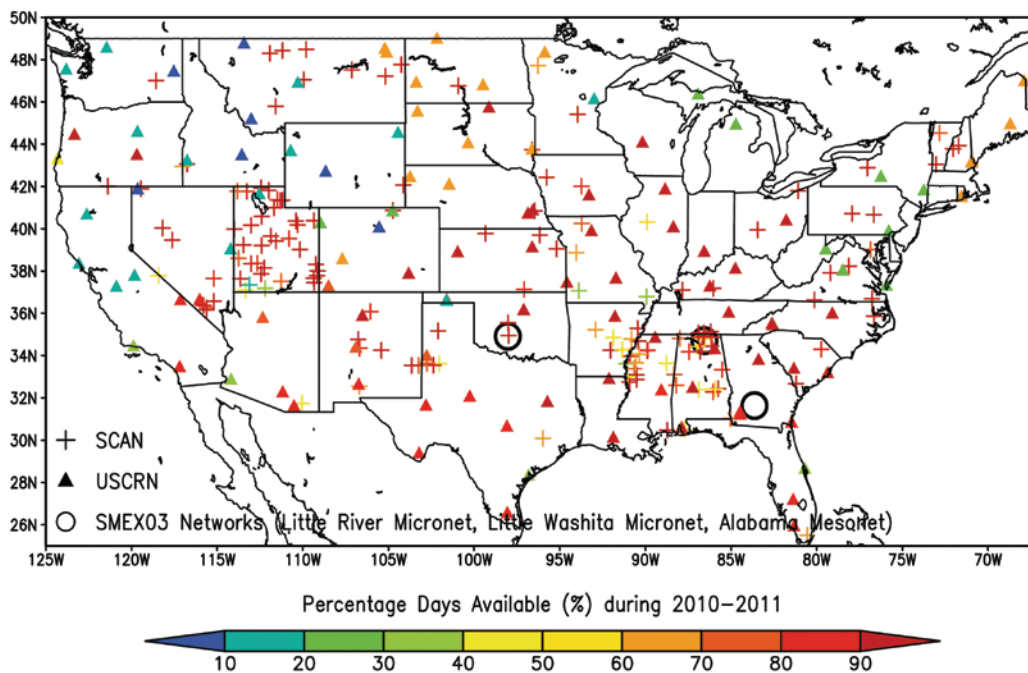 50N
48N
46N
44N
42N
40N
38N
36N
34N
32N
30N
28N
26N
SCAN
USCRN
SMEX03 Networks (Little River Micronet, Little Washita Micronet, Alabama Mesonet)
125W 120W 115W 110W 105W 100W 95W 90W 85W 80W 75W 70W
Percentage Days Available (%) during 2010-2011
10 20 30 40 50 60 70 80 90